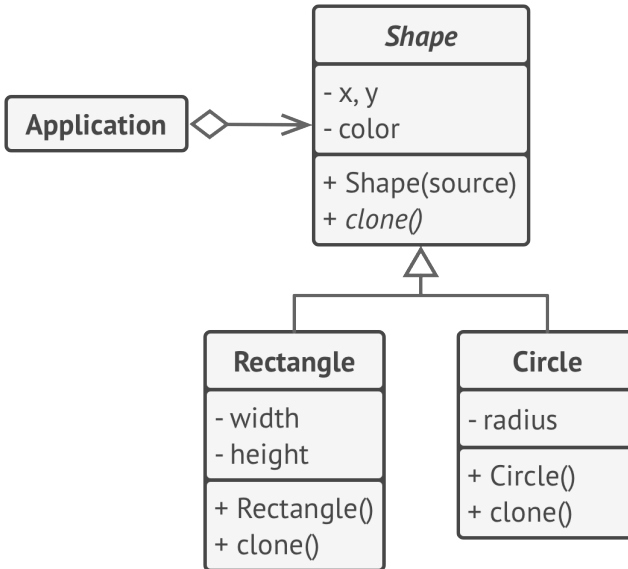 Shape
- x, y
- color
+ Shape(source)
+ clone()
Application
Rectangle
- width
- height
+ Rectangle()
+ clone()
Circle
- radius
+ Circle()
+ clone()